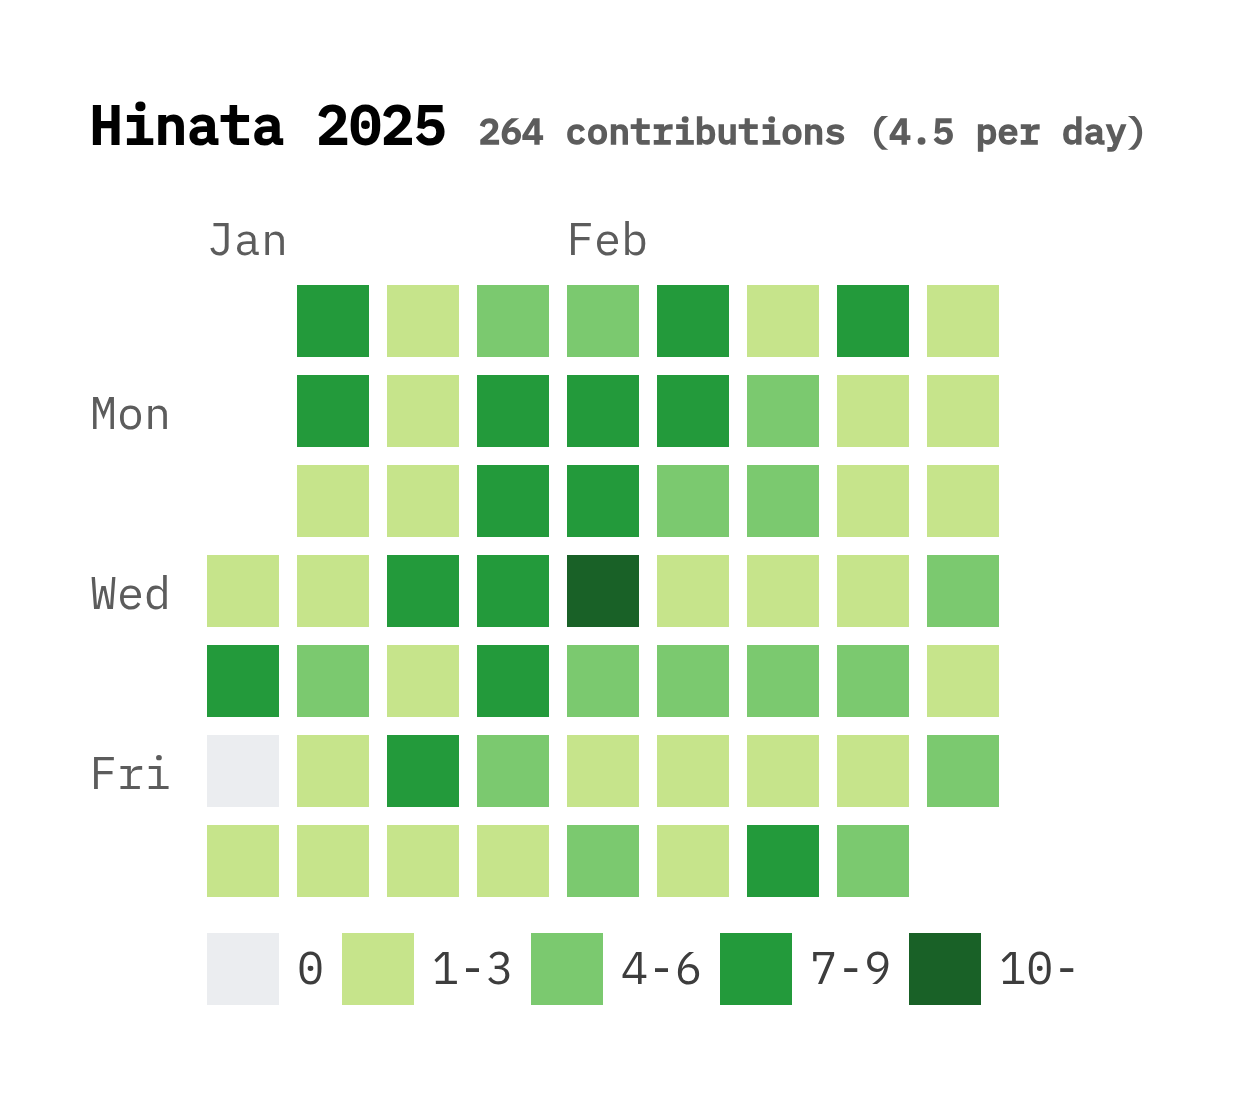 Hinata 2025 264 contributions (4.5 per day)
Jan Feb
Mon
Wed
Fri
0 1-3 4-6 7-9 10-